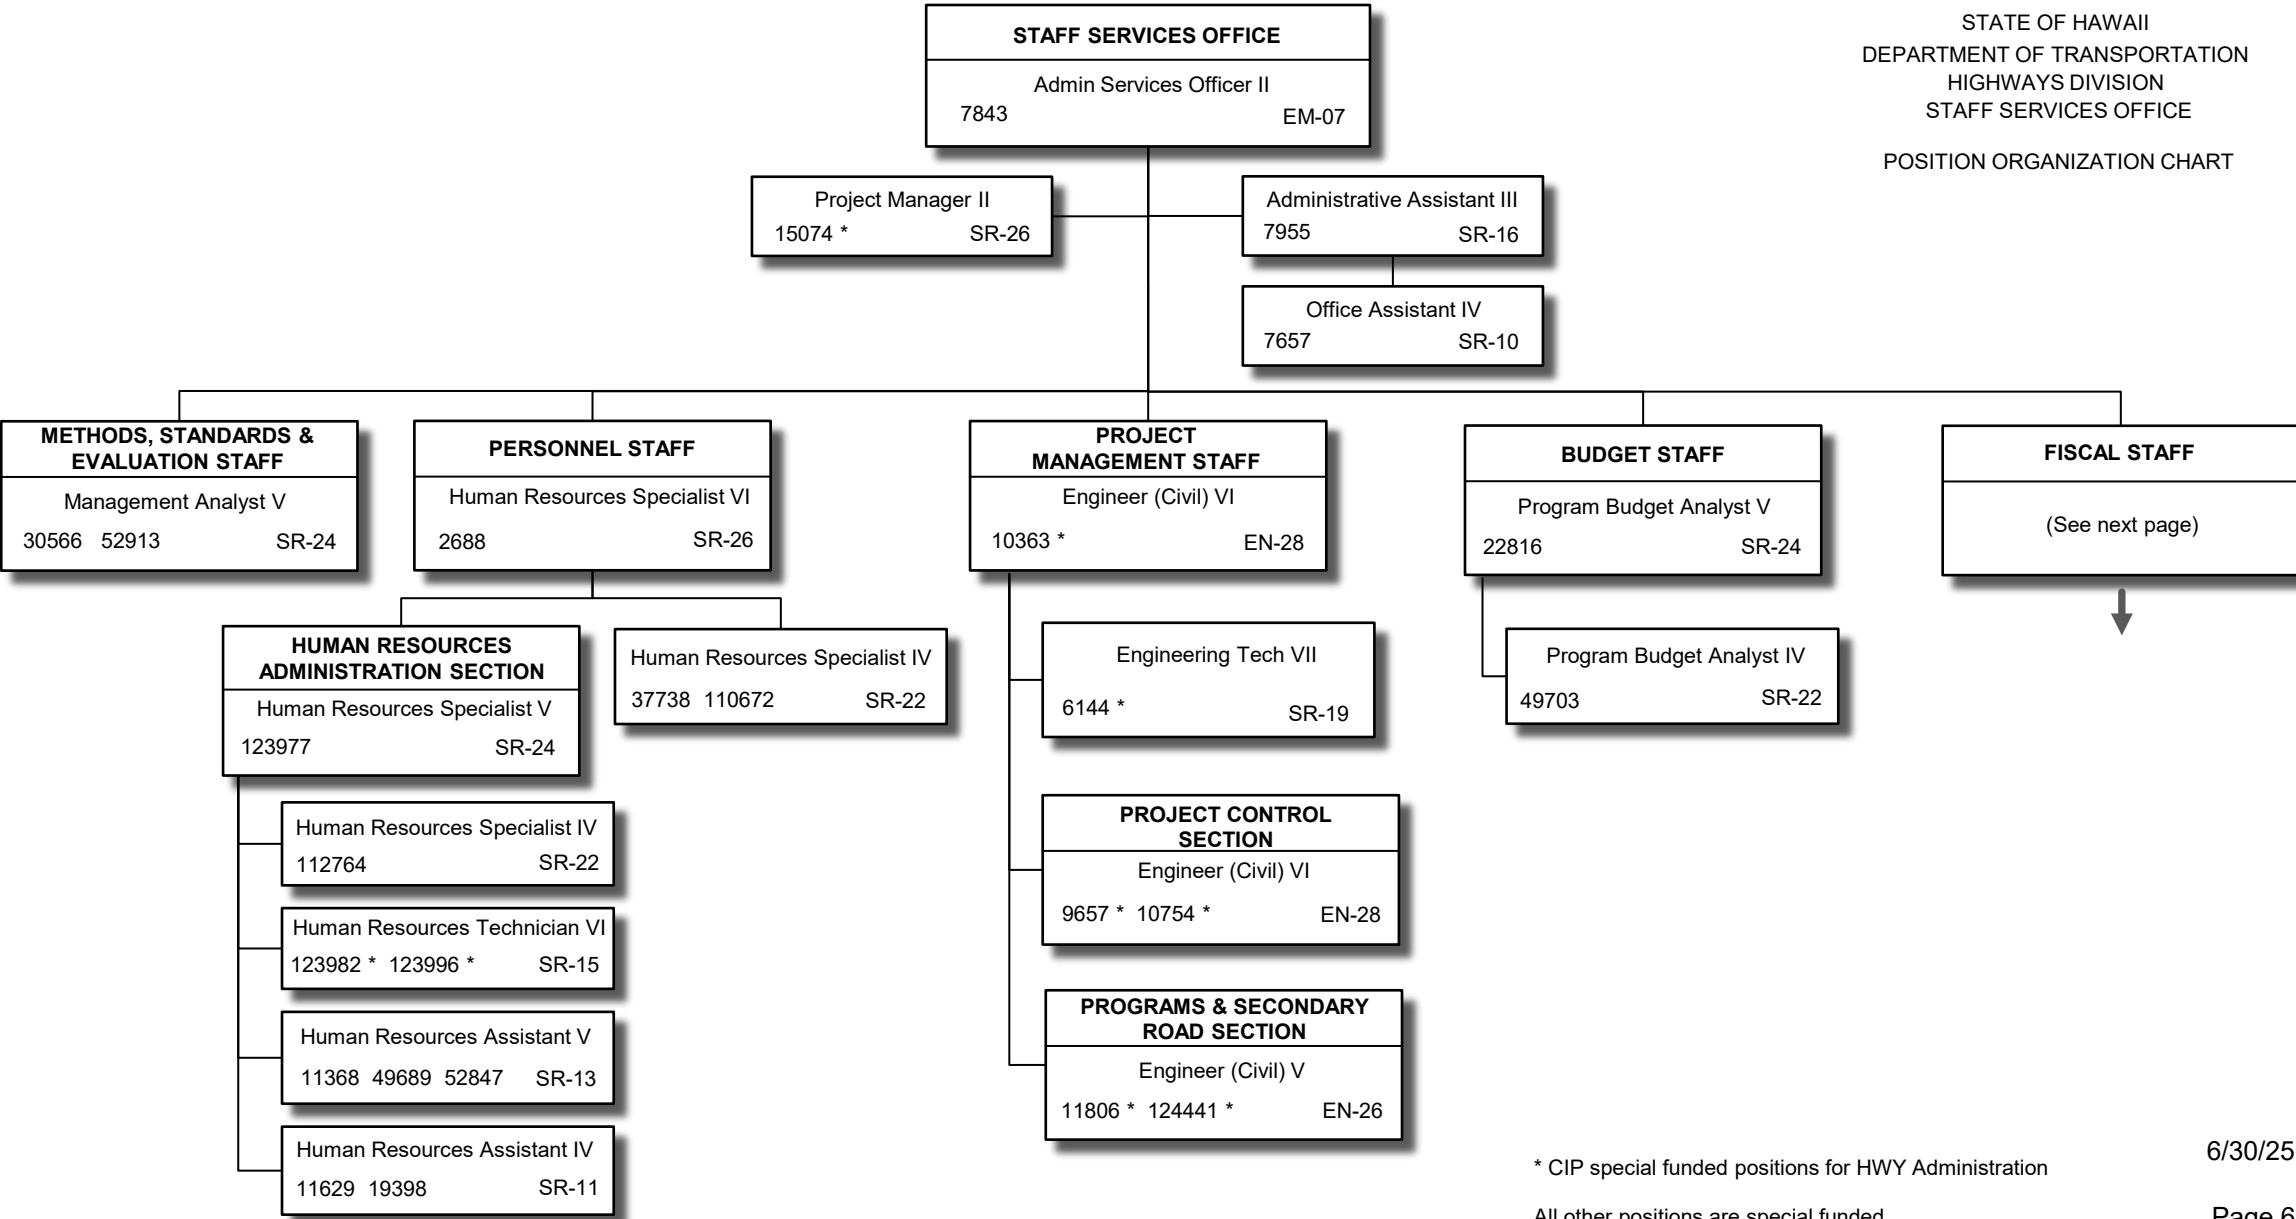 STATE OF HAWAII
DEPARTMENT OF TRANSPORTATION
HIGHWAYS DIVISION
STAFF SERVICES OFFICE
POSITION ORGANIZATION CHART
STAFF SERVICES OFFICE
Admin Services Officer II
7843 EM-07
Project Manager II
15074 * SR-26
Administrative Assistant III
7955 SR-16
Office Assistant IV
7657 SR-10
METHODS, STANDARDS &
EVALUATION STAFF
Management Analyst V
30566 52913 SR-24
PERSONNEL STAFF
Human Resources Specialist VI
2688 SR-26
HUMAN RESOURCES
ADMINISTRATION SECTION
Human Resources Specialist V
123977 SR-24
Human Resources Specialist IV
112764 SR-22
Human Resources Technician VI
123982 * 123996 * SR-15
Human Resources Assistant V
11368 49689 52847 SR-13
Human Resources Assistant IV
11629 19398 SR-11
Human Resources Specialist IV
37738 110672 SR-22
PROJECT
MANAGEMENT STAFF
Engineer (Civil) VI
10363 * EN-28
Engineering Tech VII
6144 * SR-19
PROJECT CONTROL
SECTION
Engineer (Civil) VI
9657 * 10754 * EN-28
PROGRAMS & SECONDARY
ROAD SECTION
Engineer (Civil) V
11806 * 124441 * EN-26
BUDGET STAFF
Program Budget Analyst V
22816 SR-24
Program Budget Analyst IV
49703 SR-22
FISCAL STAFF
(See next page)
* CIP special funded positions for HWY Administration
All other positions are special funded
6/30/25
Page 6